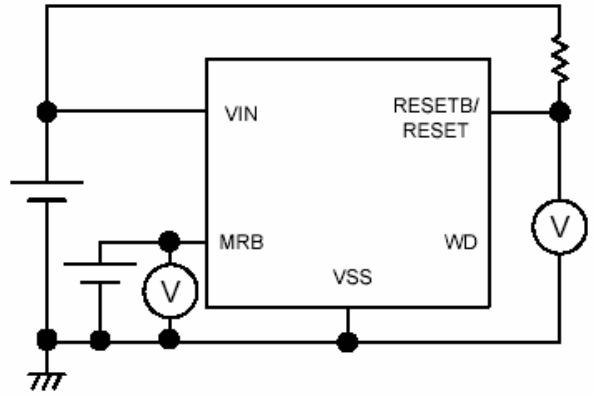 VIN
RESETB/
RESET
MRB
V
WD
V
VSS